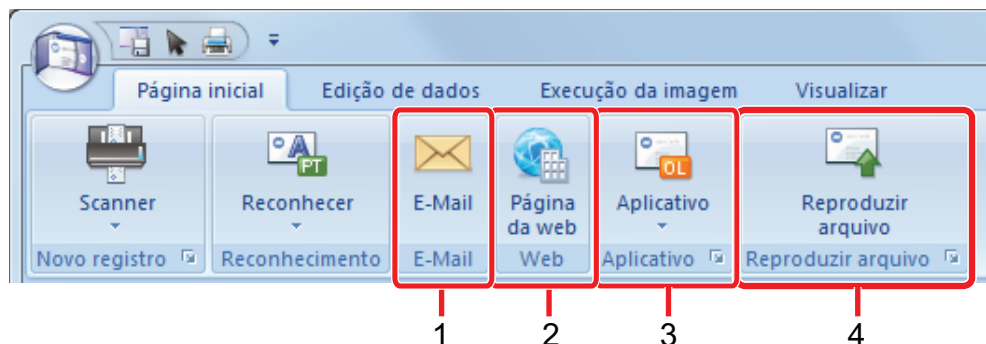 Página inicial Edição de dados Execução da imagem Visualizar
PT OL
Scanner Reconhecer E-Mail Página da web Aplicativo Reproduzir arquivo
Novo registro Reconhecimento E-Mail Web Aplicativo Reproduzir arquivo
1 2 3 4